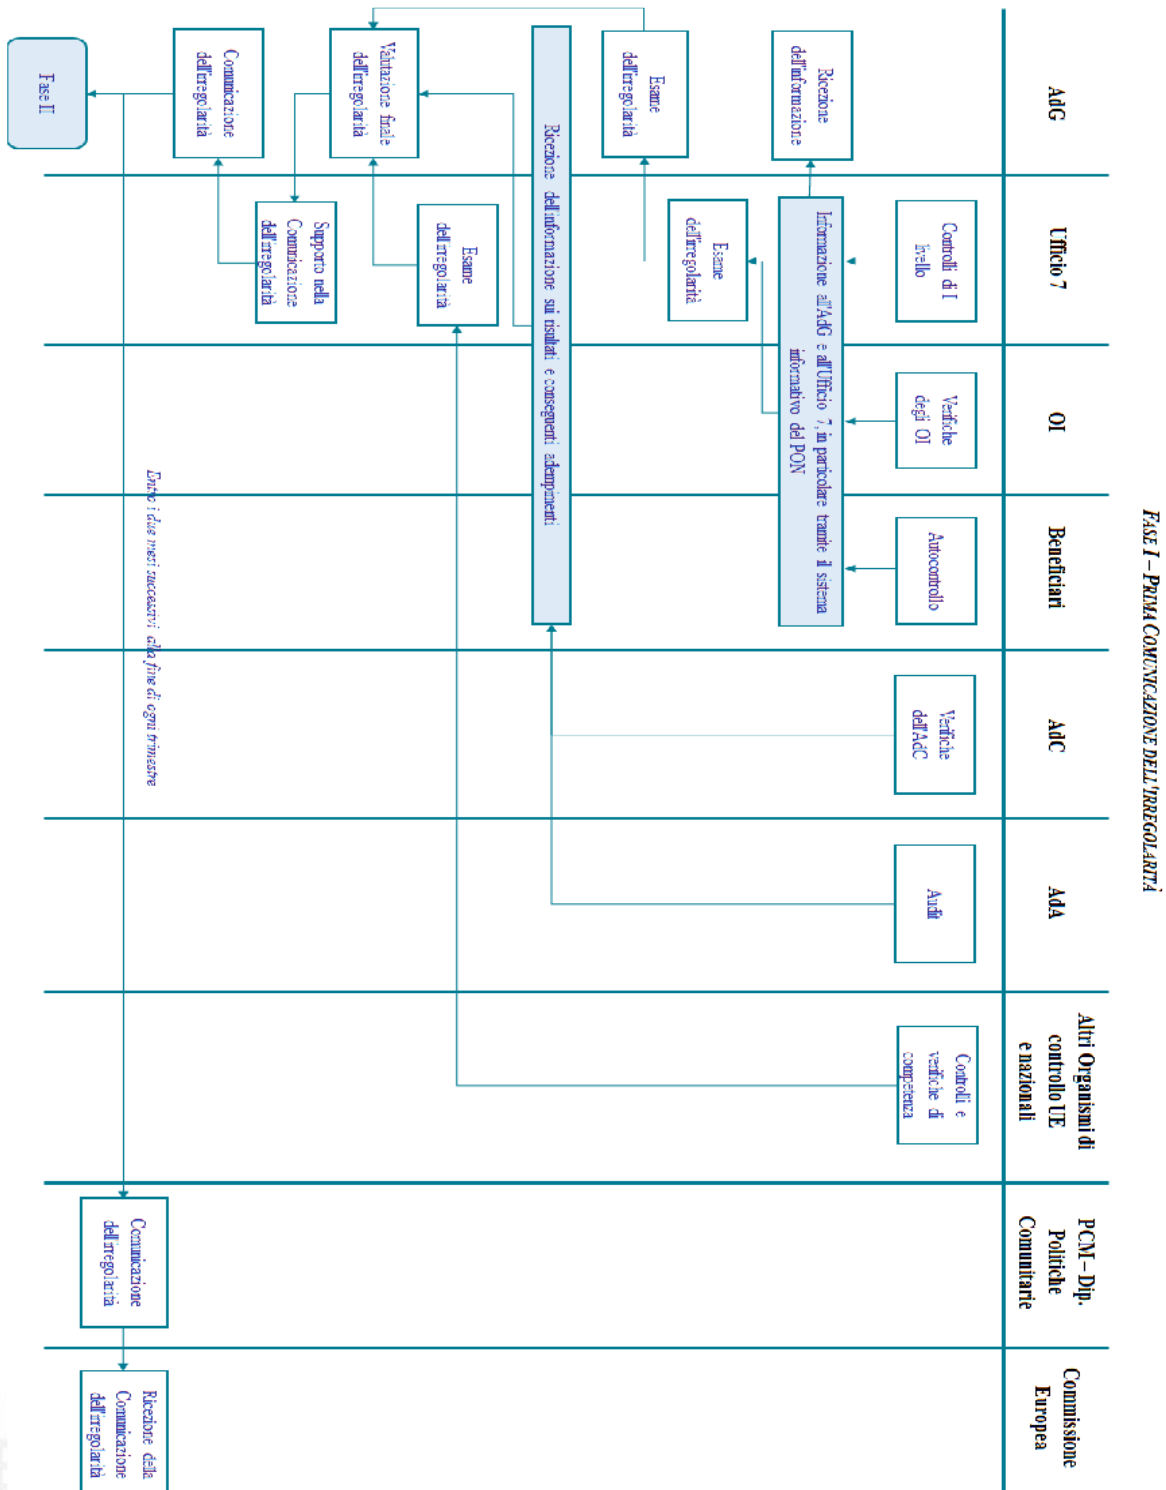 FASE I – PRIMA COMUNICAZIONE DELL'IRREGOLARITÀ
AdG
Ufficio 7
OI
Beneficiari
AdC
AdA
Altri Organismi di
controllo UE
e nazionali
PCM – Dip.
Politiche
Comunitarie
Commissione
Europea
Controlli di I
livello
Verifiche
degli OI
Autocontrollo
Verifiche
dell'AdC
Audit
Controlli e
verifiche di
competenza
Ricezione
dell'informazione
Informazione all'AdG e all'Ufficio 7, in particolare tramite il sistema
informativo del PON
Esame
dell'irregolarità
Esame
dell'irregolarità
Ricezione dell'informazione sui risultati e conseguenti adempimenti
Valutazione finale
dell'irregolarità
Esame
dell'irregolarità
Supporto nella
Comunicazione
dell'irregolarità
Comunicazione
dell'irregolarità
Entro i due mesi successivi alla fine di ogni trimestre
Fase II
Comunicazione
dell'irregolarità
Ricezione della
Comunicazione
dell'irregolarità